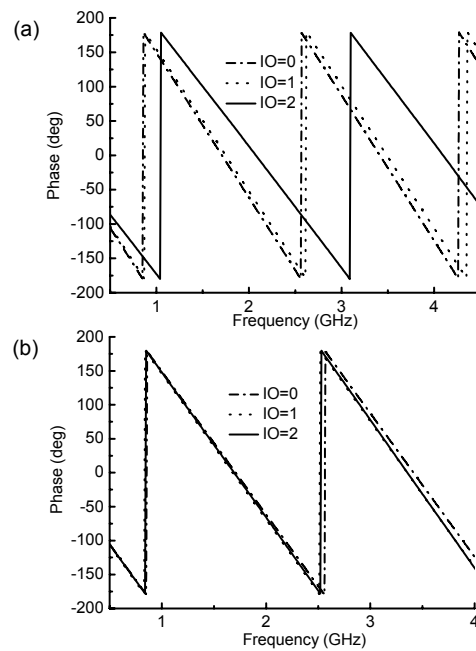 (a)
200
150
100
50
0
-50
-100
-150
-200
Phase (deg)
IO=0
IO=1
IO=2
1 2 3 4
Frequency (GHz)
(b)
200
150
100
50
0
-50
-100
-150
-200
Phase (deg)
IO=0
IO=1
IO=2
1 2 3 4
Frequency (GHz)